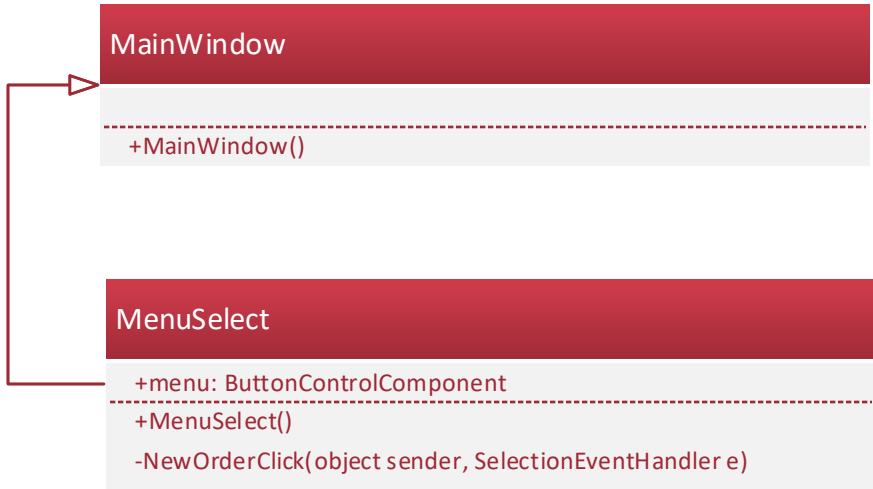 MainWindow
+MainWindow()
MenuSelect
+menu: ButtonControlComponent
+MenuSelect()
-NewOrderClick(object sender, SelectionEventHandler e)